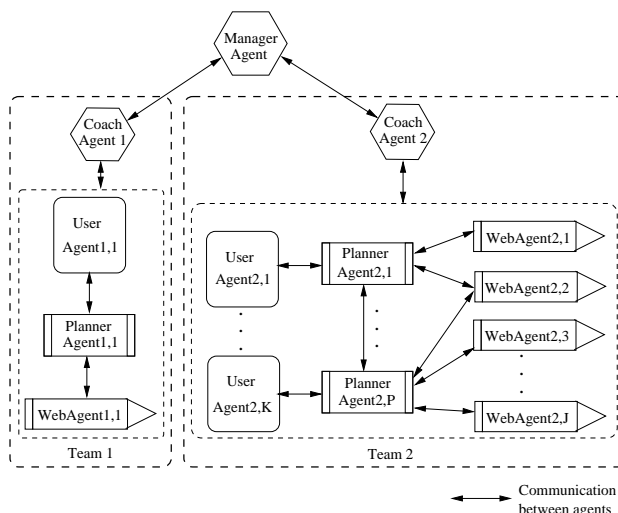 Manager
Agent
Coach
Agent 1
Coach
Agent 2
User
Agent1,1
Planner
Agent1,1
WebAgent1,1
Team 1
User
Agent2,1
Planner
Agent2,1
WebAgent2,1
WebAgent2,2
WebAgent2,3
User
Agent2,K
Planner
Agent2,P
WebAgent2,J
Team 2
Communication
between agents